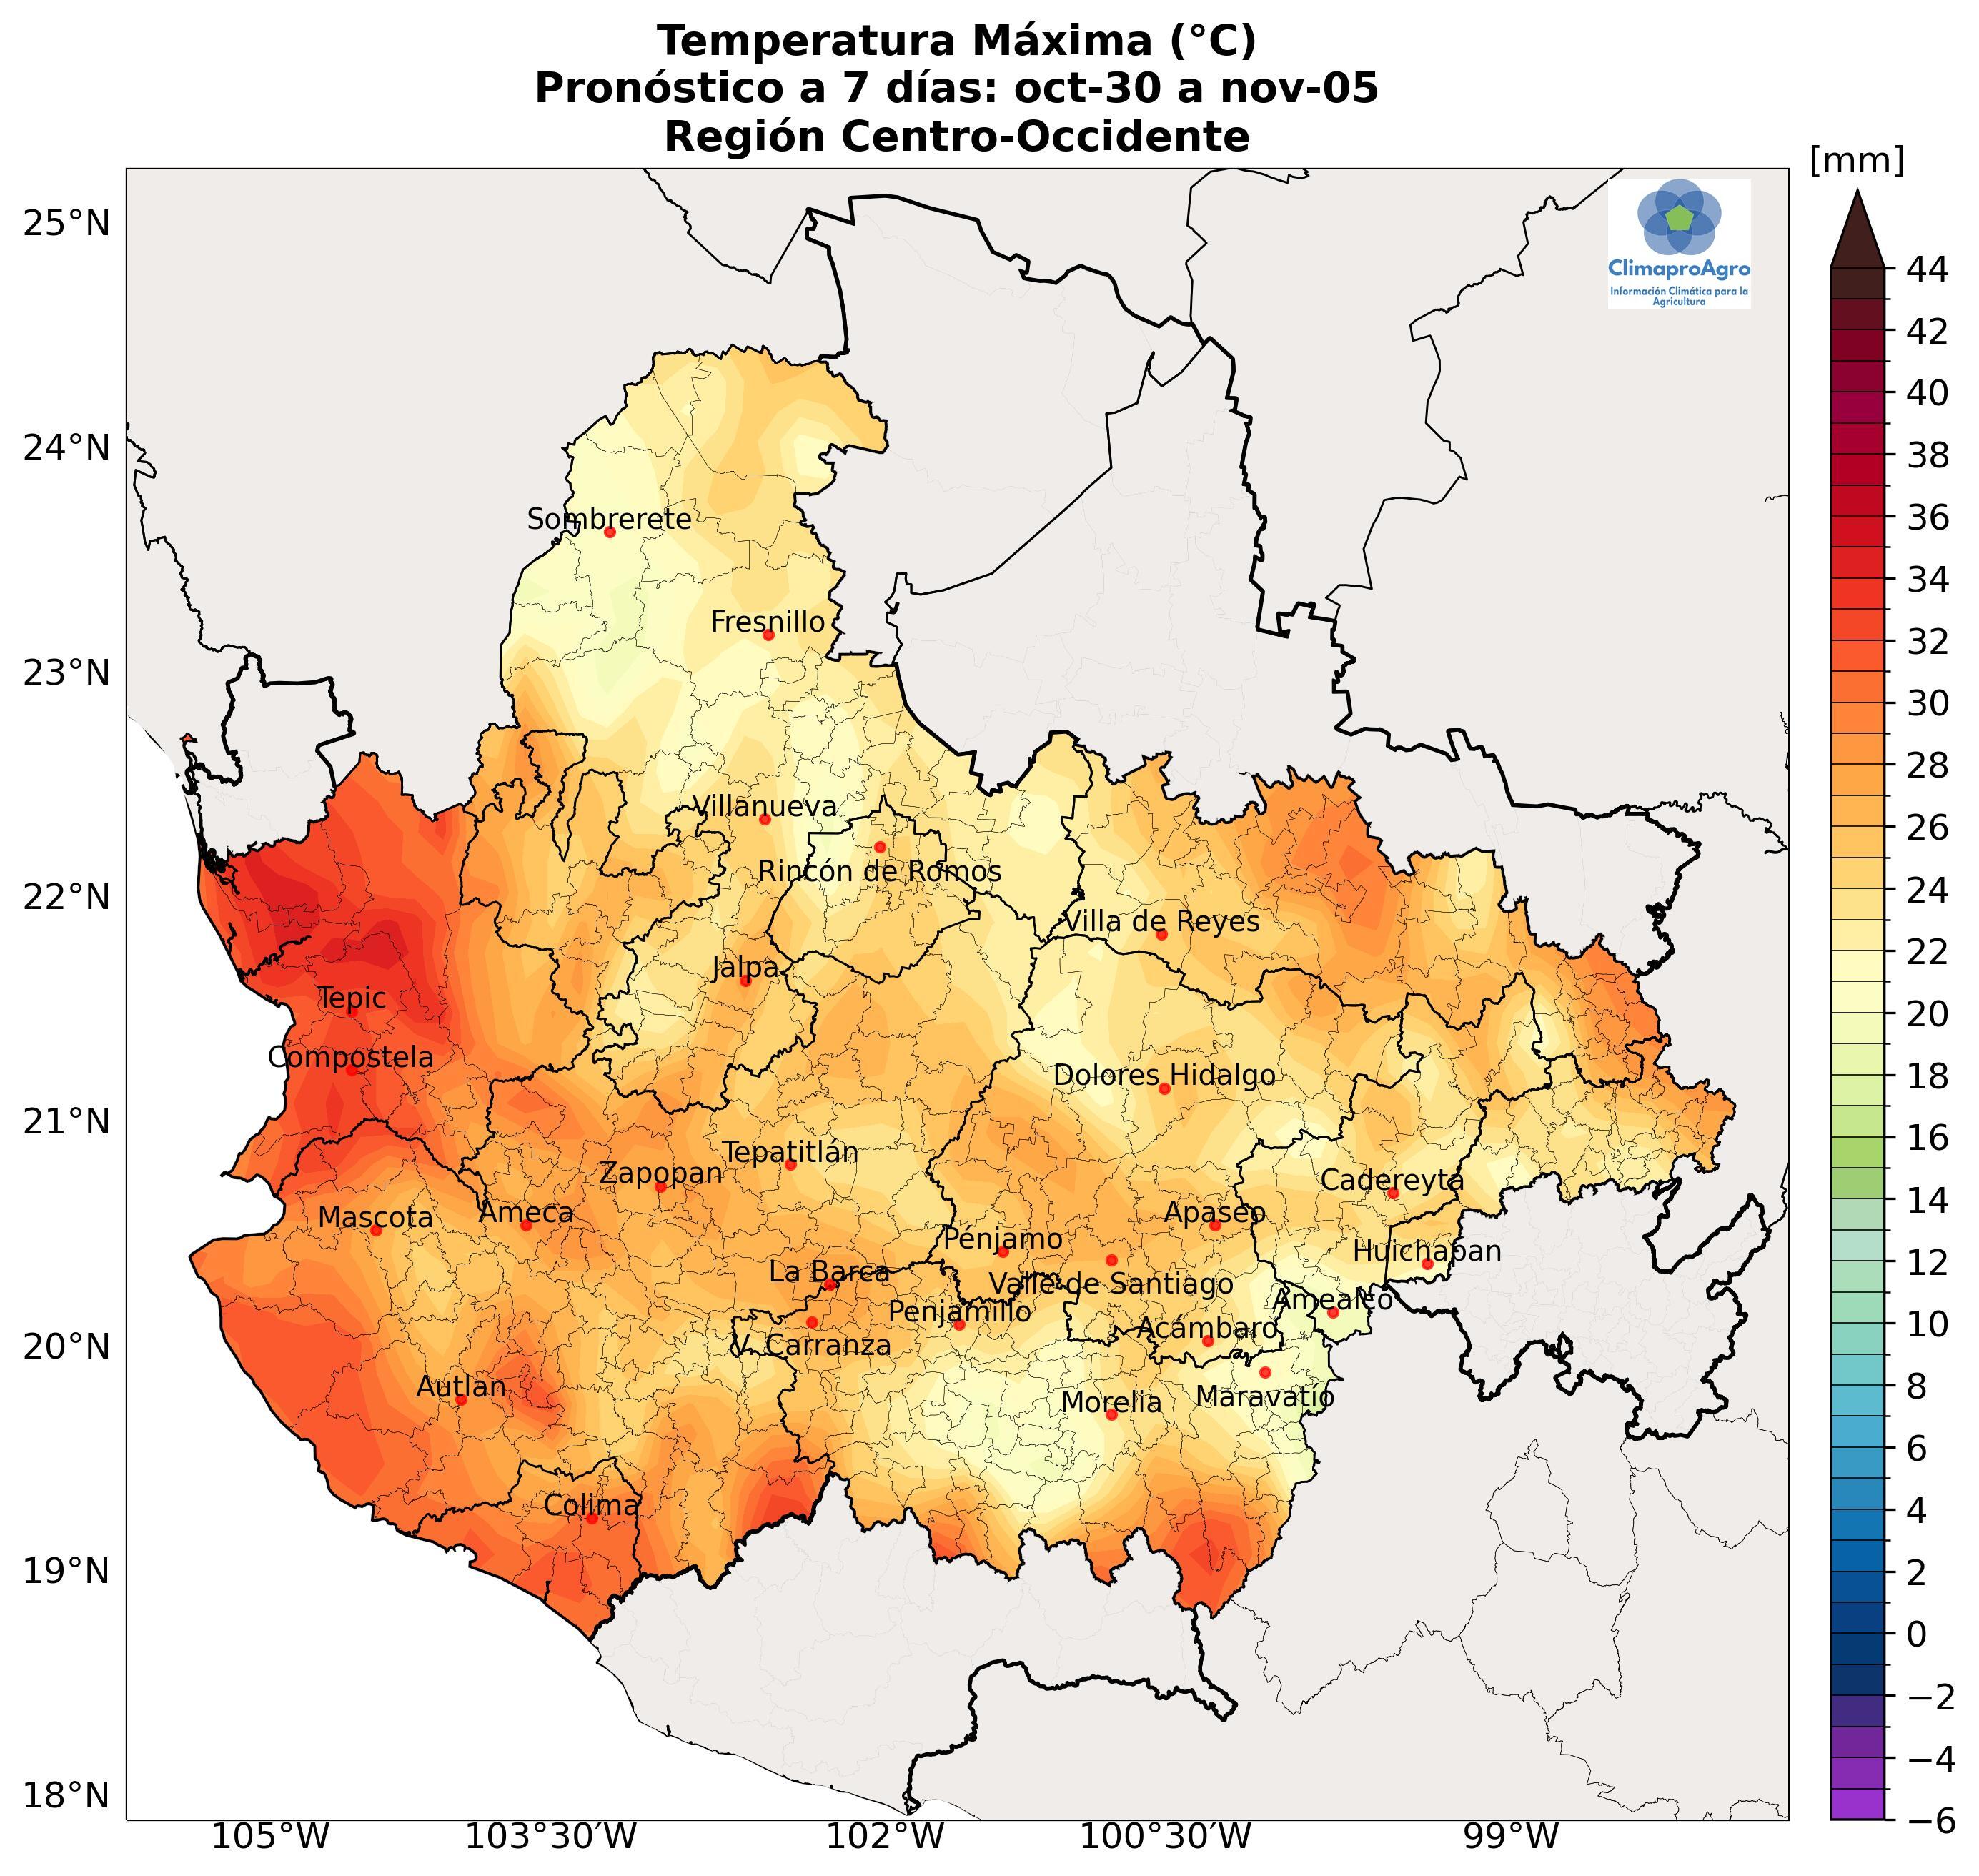 Temperatura Máxima (°C)
Pronóstico a 7 días: oct-30 a nov-05
Región Centro-Occidente
[mm]
ClimaproAgro
Información Climática para la
Agricultura
25°N
24°N
23°N
22°N
21°N
20°N
19°N
18°N
Sombrerete
Fresnillo
Villanueva
Rincón de Romos
Villa de Reyes
Jalpa
Tepic
Compostela
Dolores Hidalgo
Tepatitlán
Zapopan
Cadereyta
Mascota
Ameca
Apaseo
Pénjamo
Huichapan
La Barca
Valle de Santiago
Amealco
Penjamillo
Acámbaro
V. Carranza
Autlan
Morelia
Maravatío
Colima
105°W
103°30'W
102°W
100°30'W
99°W
44
42
40
38
36
34
32
30
28
26
24
22
20
18
16
14
12
10
8
6
4
2
0
−2
−4
−6